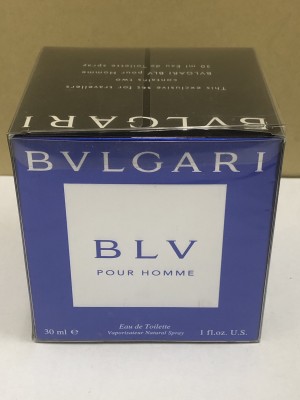 This exclusive set for travellers
contains two
BVLGARI BLV pour Homme
30 ml Eau de Toilette spray
BVLGARI
BVLGARI
BLV
POUR HOMME
Eau de Toilette
Vaporisateur Natural Spray
30 ml e
1 fl.oz. U.S.